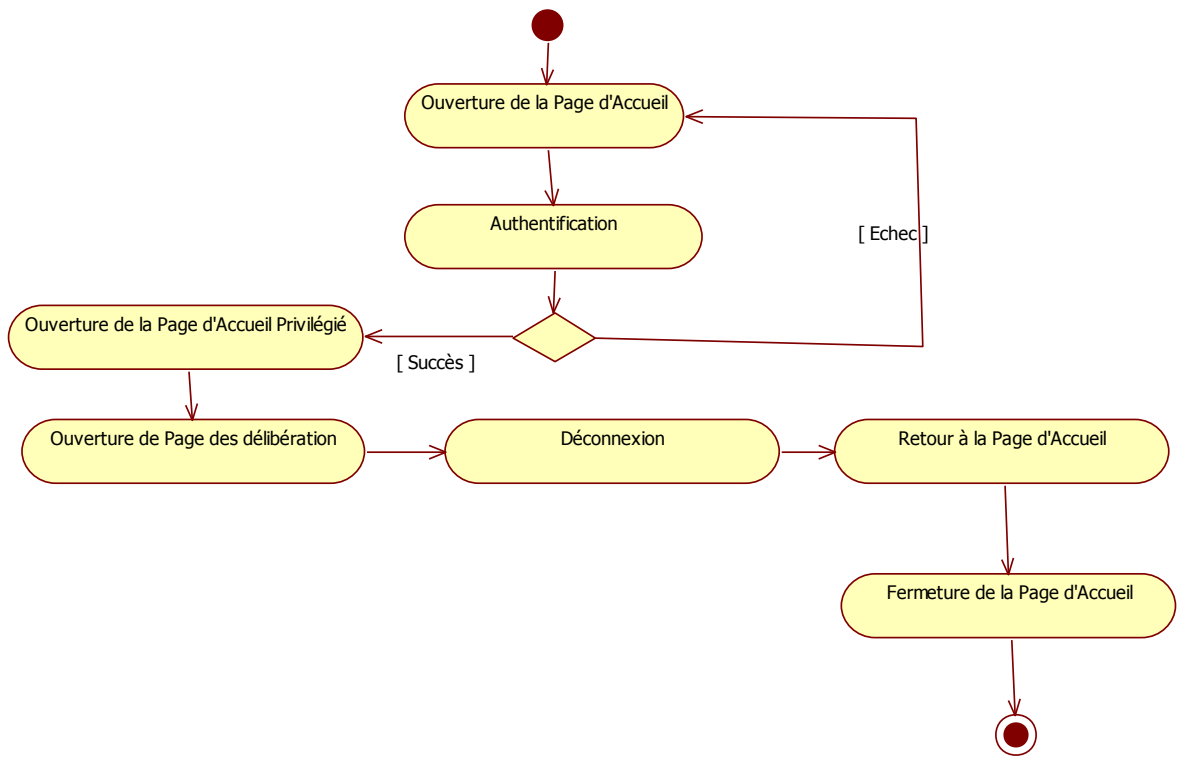 Ouverture de la Page d'Accueil
Authentification
[ Echec ]
Ouverture de la Page d'Accueil Privilégié
[ Succès ]
Ouverture de Page des délibération
Déconnexion
Retour à la Page d'Accueil
Fermeture de la Page d'Accueil